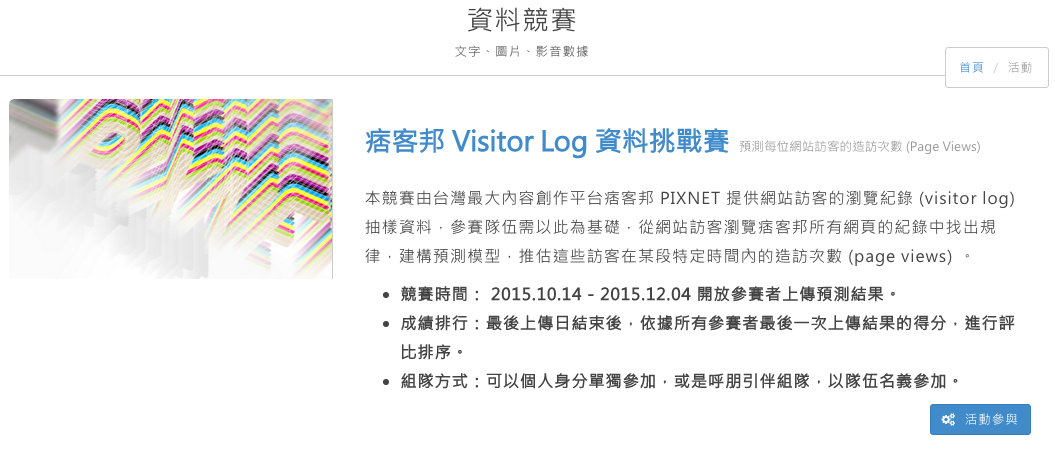 資料競賽
文字、圖片、影音數據
首頁 / 活動
痞客邦 Visitor Log 資料挑戰賽 預測每位網站訪客的造訪次數 (Page Views)
本競賽由台灣最大內容創作平台痞客邦 PIXNET 提供網站訪客的瀏覽紀錄 (visitor log)
抽樣資料，參賽隊伍需以此為基礎，從網站訪客瀏覽痞客邦所有網頁的紀錄中找出規
律，建構預測模型，推估這些訪客在某段特定時間內的造訪次數 (page views) 。
• 競賽時間： 2015.10.14 - 2015.12.04 開放參賽者上傳預測結果。
• 成績排行：最後上傳日結束後，依據所有參賽者最後一次上傳結果的得分，進行評
比排序。
• 組隊方式：可以個人身分單獨參加，或是呼朋引伴組隊，以隊伍名義參加。
活動參與